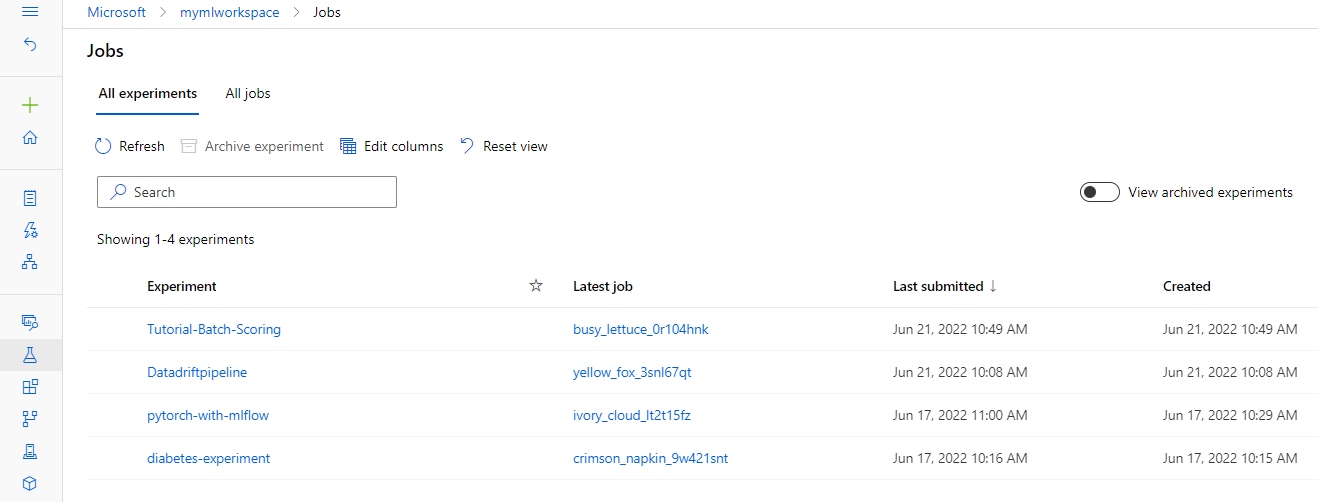 Microsoft > mymlworkspace > Jobs
Jobs
All experiments All jobs
Refresh Archive experiment Edit columns Reset view
Search View archived experiments
Showing 1-4 experiments
Experiment Latest job Last submitted ↓ Created
Tutorial-Batch-Scoring busy_lettuce_0r104hnk Jun 21, 2022 10:49 AM Jun 21, 2022 10:49 AM
Datadriftpipeline yellow_fox_3snl67qt Jun 21, 2022 10:08 AM Jun 21, 2022 10:08 AM
pytorch-with-mlflow ivory_cloud_lt2t15fz Jun 17, 2022 11:00 AM Jun 17, 2022 10:29 AM
diabetes-experiment crimson_napkin_9w421snt Jun 17, 2022 10:16 AM Jun 17, 2022 10:15 AM